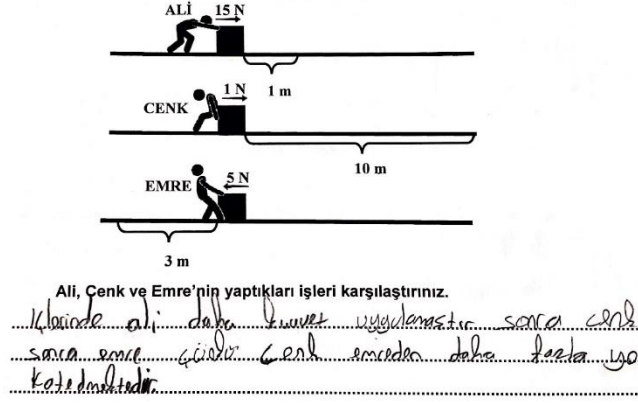 ALİ 15 N
1 m
CENK 1 N
10 m
EMRE 5 N
3 m
Ali, Cenk ve Emre'nin yaptıkları işleri karşılaştırınız.
İçlerinde ali daha kuvvet uygulamıştır sonra cenk
sonra emre çünkü Cenk emreden daha fazla yo
Katedmektedir.